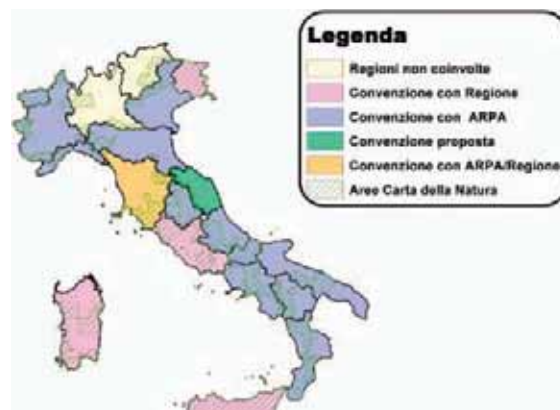 Legenda
Regioni non coinvolte
Convenzione con Regione
Convenzione con ARPA
Convenzione proposta
Convenzione con ARPA/Regione
Aree Carta della Natura